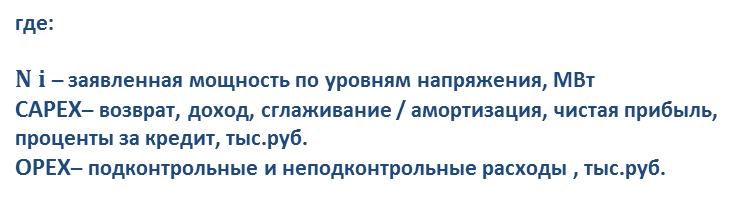 где:
N i – заявленная мощность по уровням напряжения, МВт
CAPEX– возврат, доход, сглаживание / амортизация, чистая прибыль,
проценты за кредит, тыс.руб.
OPEX– подконтрольные и неподконтрольные расходы , тыс.руб.